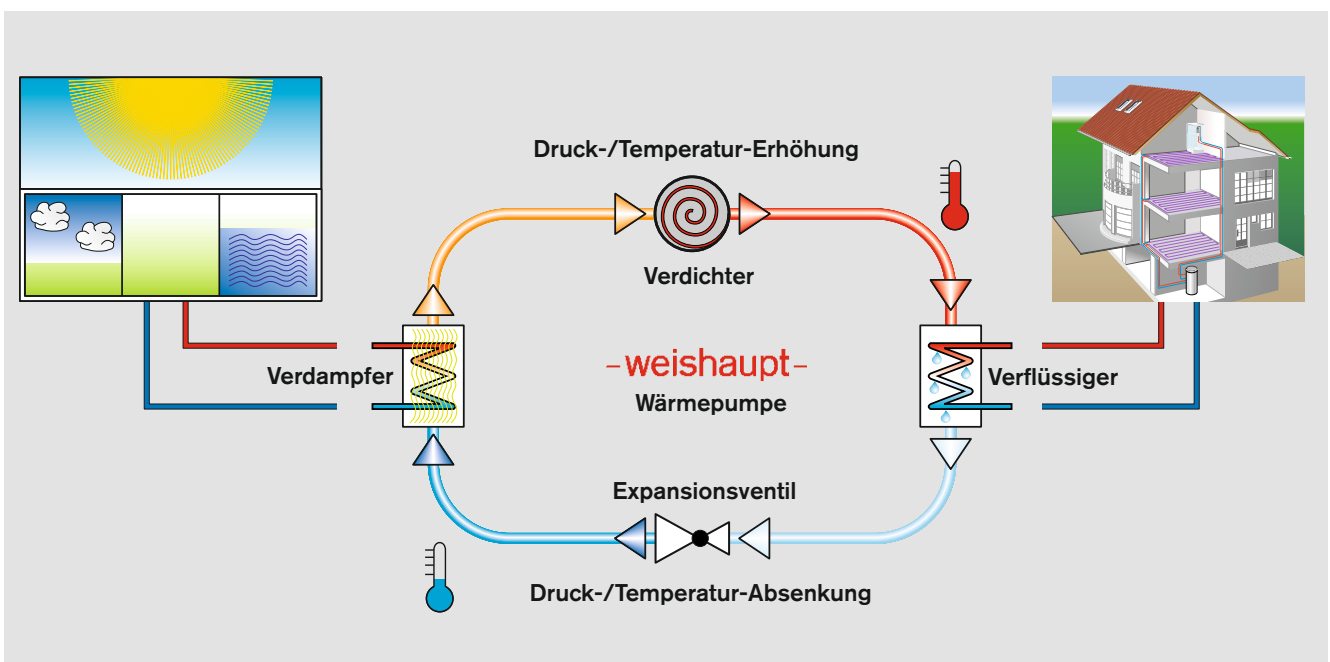 Druck-/Temperatur-Erhöhung
Verdichter
Verdampfer
-weishaupt-
Wärmepumpe
Verflüssiger
Expansionsventil
Druck-/Temperatur-Absenkung